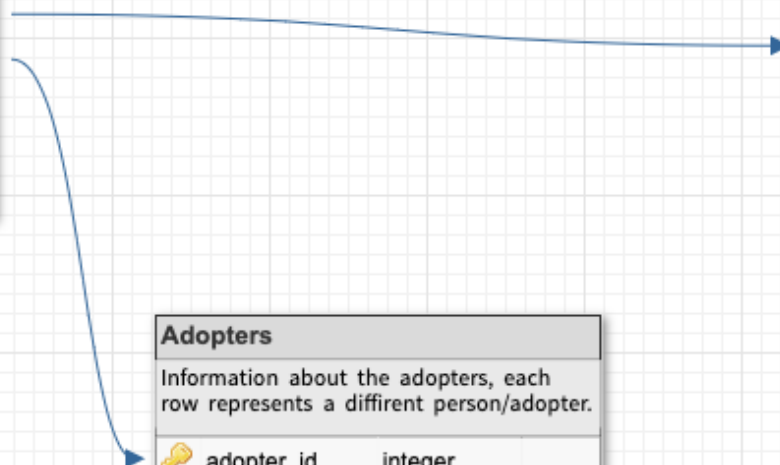 Adopters
Information about the adopters, each
row represents a diffirent person/adopter.
adopter_id integer